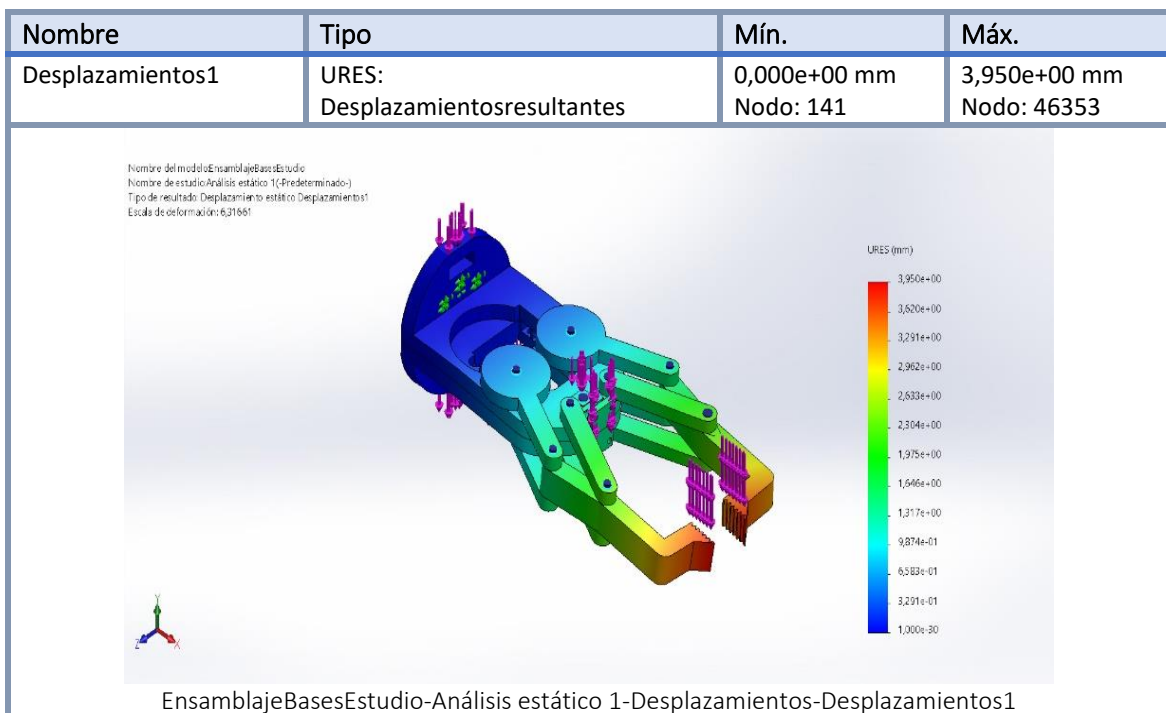 Nombre Tipo Mín. Máx.
Desplazamientos1 URES: 0,000e+00 mm 3,950e+00 mm
Desplazamientosresultantes Nodo: 141 Nodo: 46353
Nombre del modelo:EnsamblajeBasesEstudio
Nombre de estudio:Análisis estático 1(-Predeterminado-)
Tipo de resultado: Desplazamiento estático Desplazamientos1
Escala de deformación: 6,31661
URES (mm)
3,950e+00
3,620e+00
3,291e+00
2,962e+00
2,633e+00
2,304e+00
1,975e+00
1,646e+00
1,317e+00
9,874e-01
6,583e-01
3,291e-01
1,000e-30
Y
Z X
EnsamblajeBasesEstudio-Análisis estático 1-Desplazamientos-Desplazamientos1